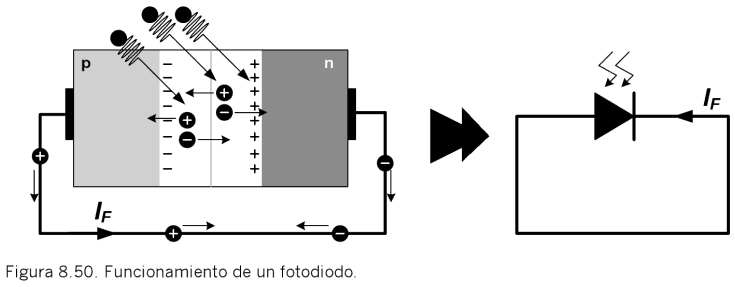 p
n
I_F
I_F
Figura 8.50. Funcionamiento de un fotodiodo.